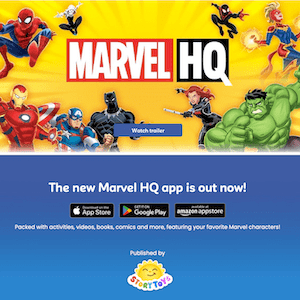 MARVEL HQ
Watch trailer
The new Marvel HQ app is out now!
Download on the App Store
GET IT ON Google Play
available at amazon appstore
Packed with activities, videos, books, comics and more, featuring your favorite Marvel characters!
Published by
STORYTOYS